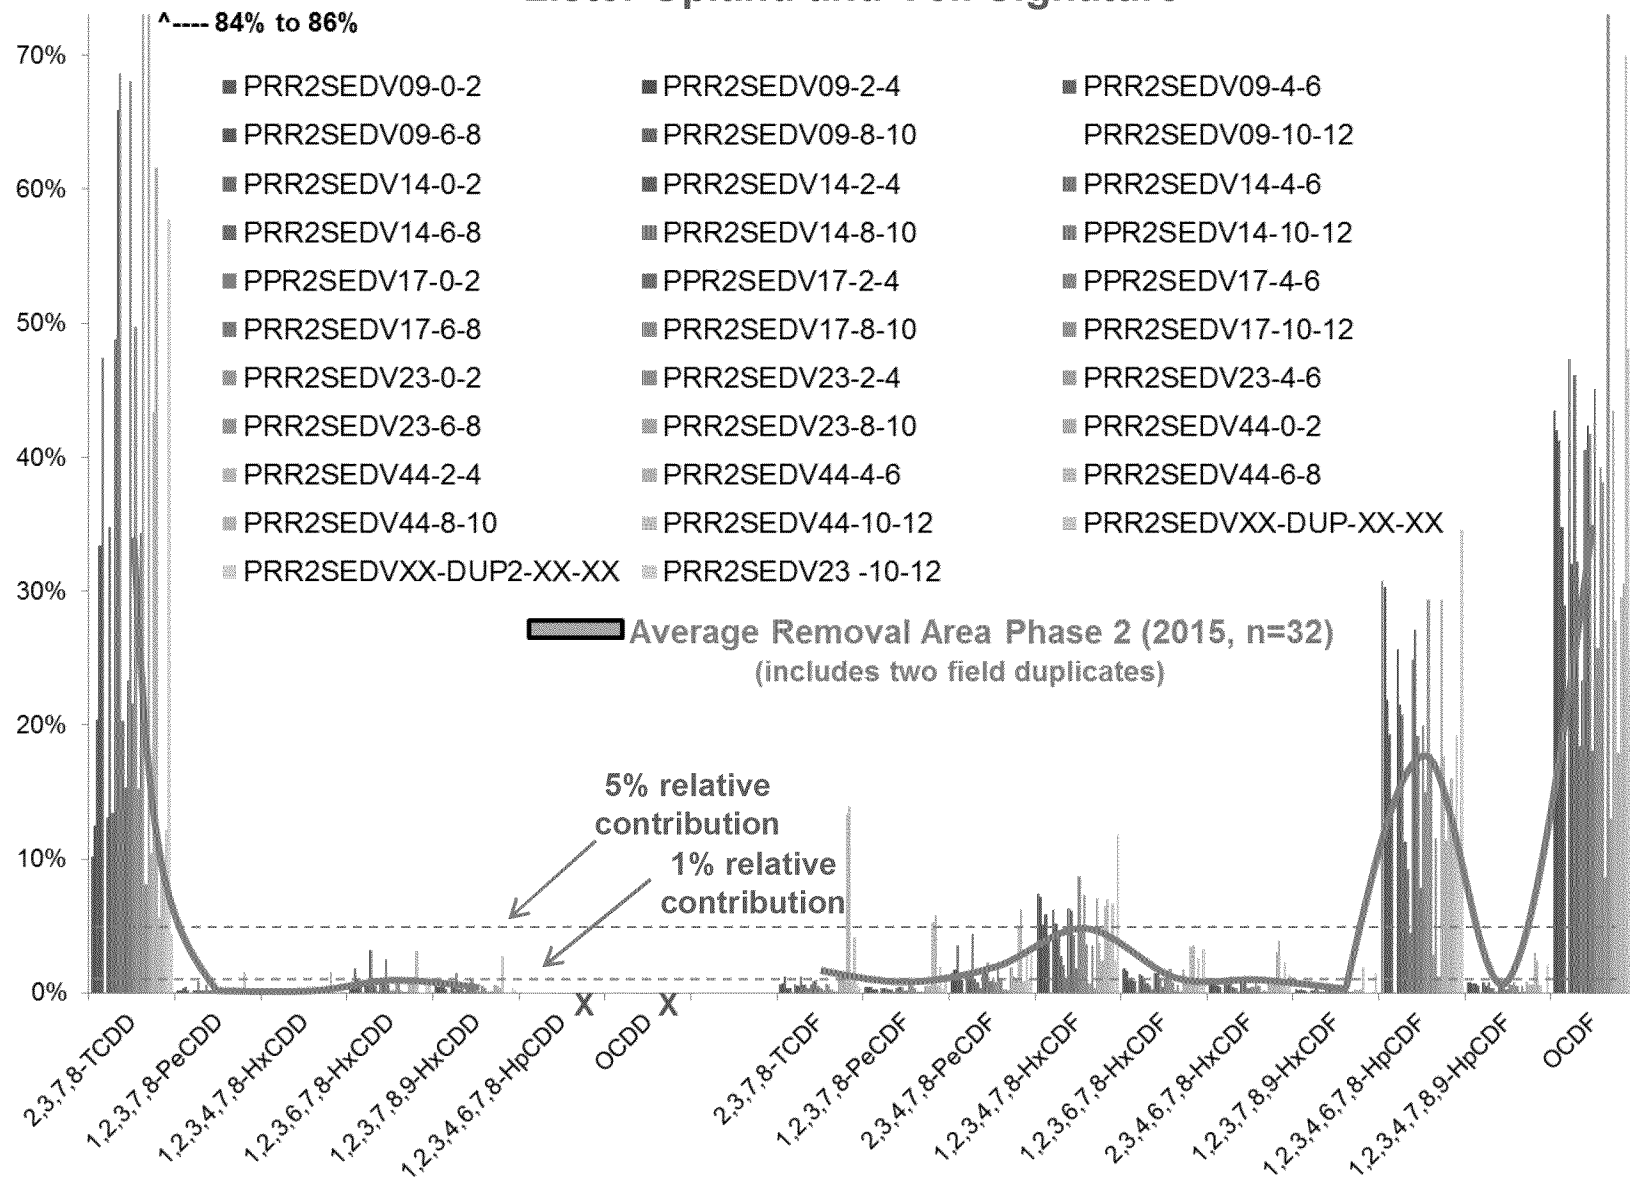 ^---- 84% to 86%
70%
60%
50%
40%
30%
20%
10%
0%
PRR2SEDV09-0-2 PRR2SEDV09-2-4 PRR2SEDV09-4-6
PRR2SEDV09-6-8 PRR2SEDV09-8-10 PRR2SEDV09-10-12
PRR2SEDV14-0-2 PRR2SEDV14-2-4 PRR2SEDV14-4-6
PRR2SEDV14-6-8 PRR2SEDV14-8-10 PPR2SEDV14-10-12
PPR2SEDV17-0-2 PPR2SEDV17-2-4 PPR2SEDV17-4-6
PRR2SEDV17-6-8 PRR2SEDV17-8-10 PRR2SEDV17-10-12
PRR2SEDV23-0-2 PRR2SEDV23-2-4 PRR2SEDV23-4-6
PRR2SEDV23-6-8 PRR2SEDV23-8-10 PRR2SEDV44-0-2
PRR2SEDV44-2-4 PRR2SEDV44-4-6 PRR2SEDV44-6-8
PRR2SEDV44-8-10 PRR2SEDV44-10-12 PRR2SEDVXX-DUP-XX-XX
PRR2SEDVXX-DUP2-XX-XX PRR2SEDV23 -10-12
Average Removal Area Phase 2 (2015, n=32)
(includes two field duplicates)
5% relative
contribution
1% relative
contribution
X X
2,3,7,8-TCDD
1,2,3,7,8-PeCDD
1,2,3,4,7,8-HxCDD
1,2,3,6,7,8-HxCDD
1,2,3,7,8,9-HxCDD
1,2,3,4,6,7,8-HpCDD
OCDD
2,3,7,8-TCDF
1,2,3,7,8-PeCDF
2,3,4,7,8-PeCDF
1,2,3,4,7,8-HxCDF
1,2,3,6,7,8-HxCDF
2,3,4,6,7,8-HxCDF
1,2,3,7,8,9-HxCDF
1,2,3,4,6,7,8-HpCDF
1,2,3,4,7,8,9-HpCDF
OCDF